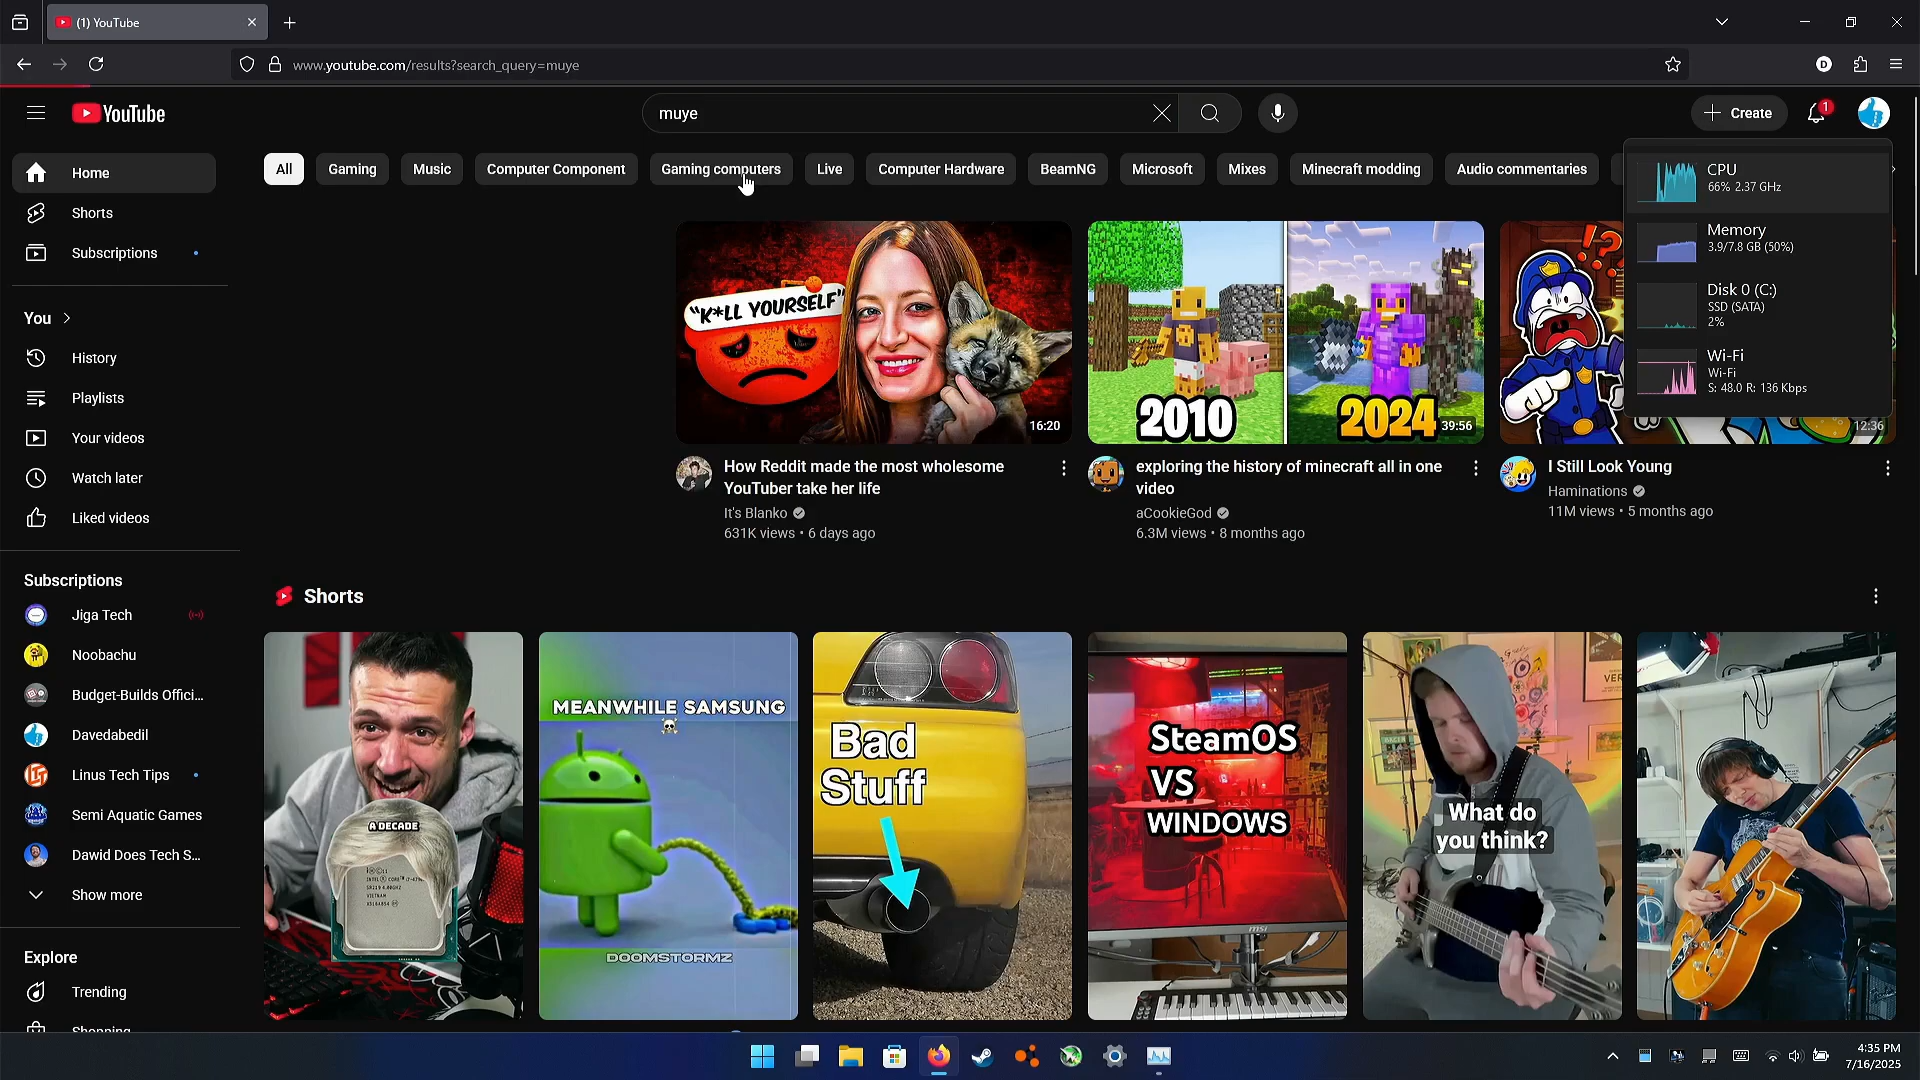 (1) YouTube
www.youtube.com/results?search_query=muye
D
YouTube
muye
Create
1
All
Gaming
Music
Computer Component
Gaming computers
Live
Computer Hardware
BeamNG
Microsoft
Mixes
Minecraft modding
Audio commentaries
Home
Shorts
Subscriptions
You
History
Playlists
Your videos
Watch later
Liked videos
Subscriptions
Jiga Tech
Noobachu
Budget-Builds Offici...
Davedabedil
Linus Tech Tips
Semi Aquatic Games
Dawid Does Tech S...
Show more
Explore
Trending
Shopping
CPU
66% 2.37 GHz
Memory
3.9/7.8 GB (50%)
Disk 0 (C:)
SSD (SATA)
2%
Wi-Fi
Wi-Fi
S: 48.0 R: 136 Kbps
"K*LL YOURSELF"
16:20
How Reddit made the most wholesome
YouTuber take her life
It's Blanko
631K views • 6 days ago
2010
2024
39:56
exploring the history of minecraft all in one
video
aCookieGod
6.3M views • 8 months ago
!?
12:36
I Still Look Young
Haminations
11M views • 5 months ago
Shorts
A DECADE
MEANWHILE SAMSUNG
DOOMSTORMZ
Bad
Stuff
SteamOS
VS
WINDOWS
msi
What do
you think?
4:35 PM
7/16/2025